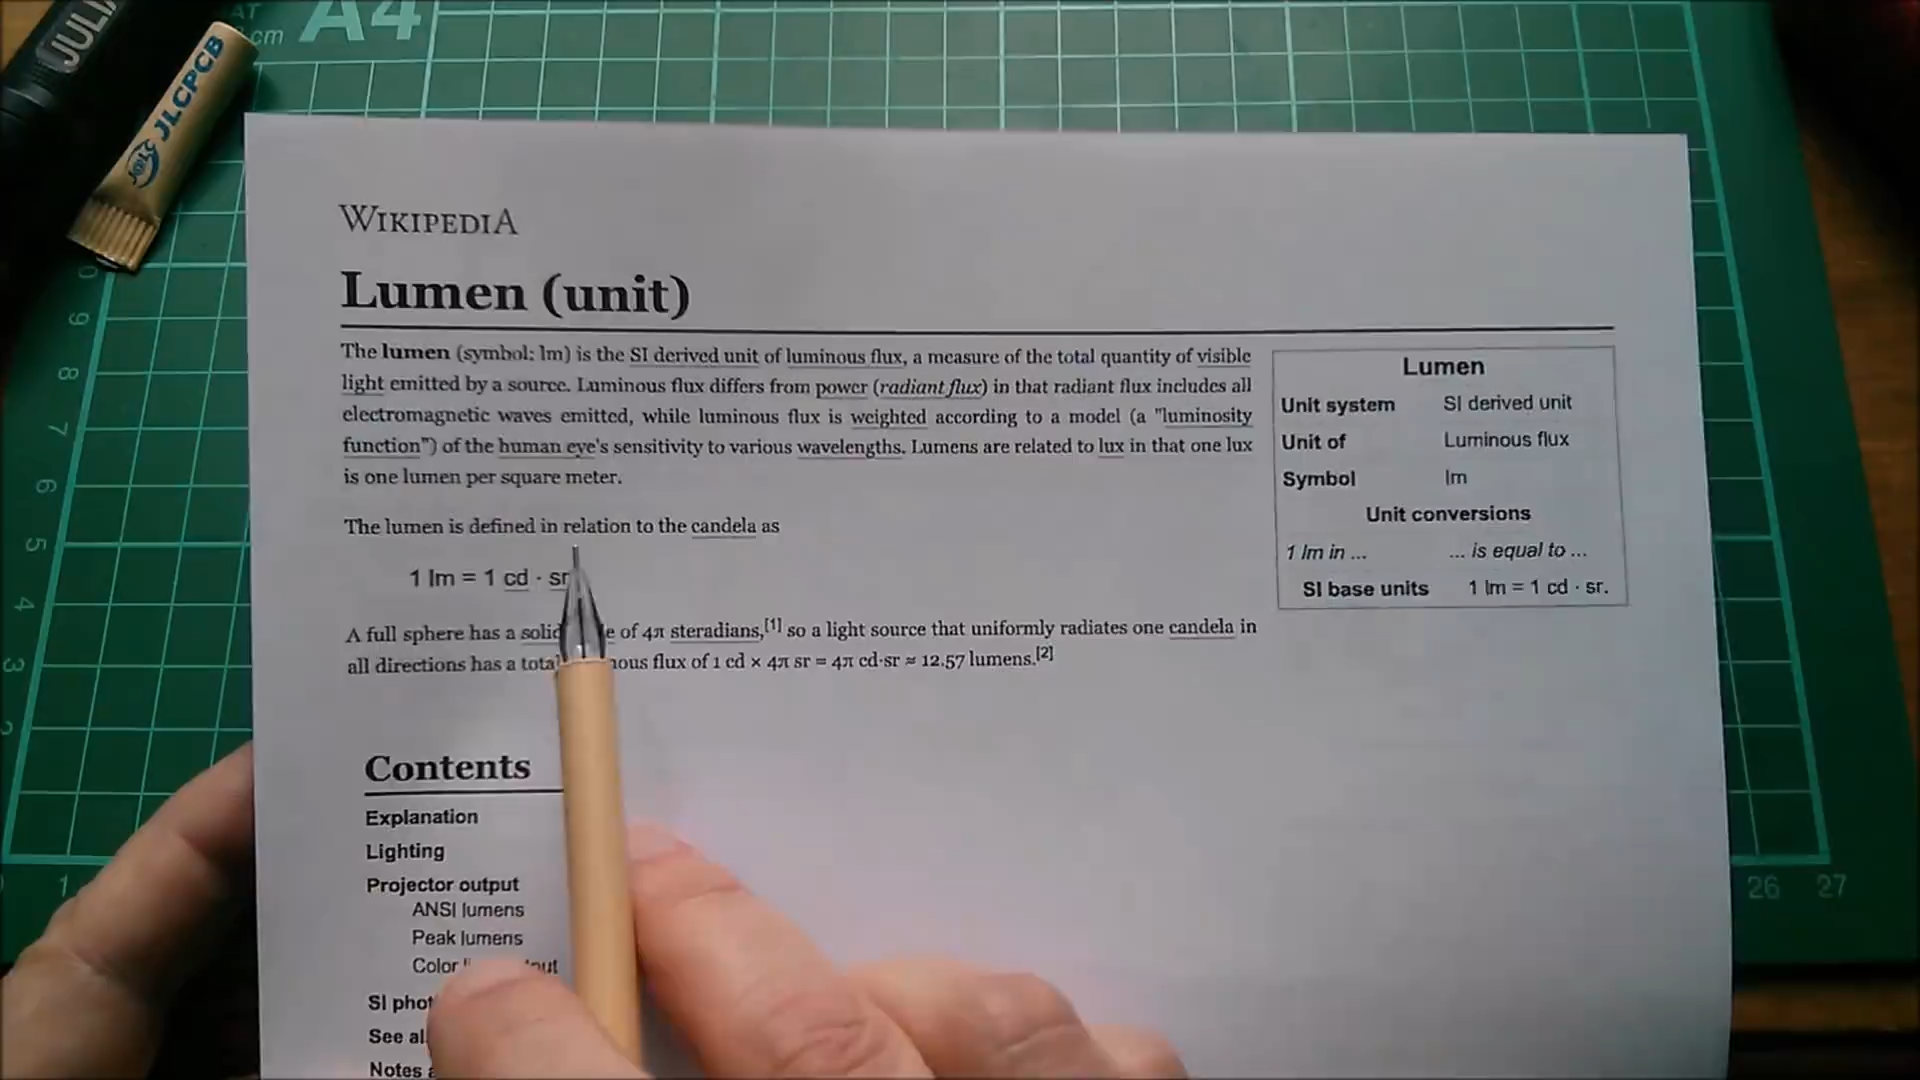 JULI
JLCPCB
cm
A4
WIKIPEDIA
Lumen (unit)
The lumen (symbol: lm) is the SI derived unit of luminous flux, a measure of the total quantity of visible
light emitted by a source. Luminous flux differs from power (radiant flux) in that radiant flux includes all
electromagnetic waves emitted, while luminous flux is weighted according to a model (a "luminosity
function") of the human eye's sensitivity to various wavelengths. Lumens are related to lux in that one lux
is one lumen per square meter.
The lumen is defined in relation to the candela as
1 lm = 1 cd · sr
A full sphere has a solid of 4π steradians,[1] so a light source that uniformly radiates one candela in
all directions has a total flux of 1 cd × 4π sr = 4π cd·sr ≈ 12.57 lumens.[2]
Lumen
Unit system SI derived unit
Unit of Luminous flux
Symbol lm
Unit conversions
1 lm in ... ... is equal to ...
SI base units 1 lm = 1 cd · sr.
Contents
Explanation
Lighting
Projector output
ANSI lumens
Peak lumens
Color
SI
See
Notes
9
8
7
6
5
4
3
2
1
26 27